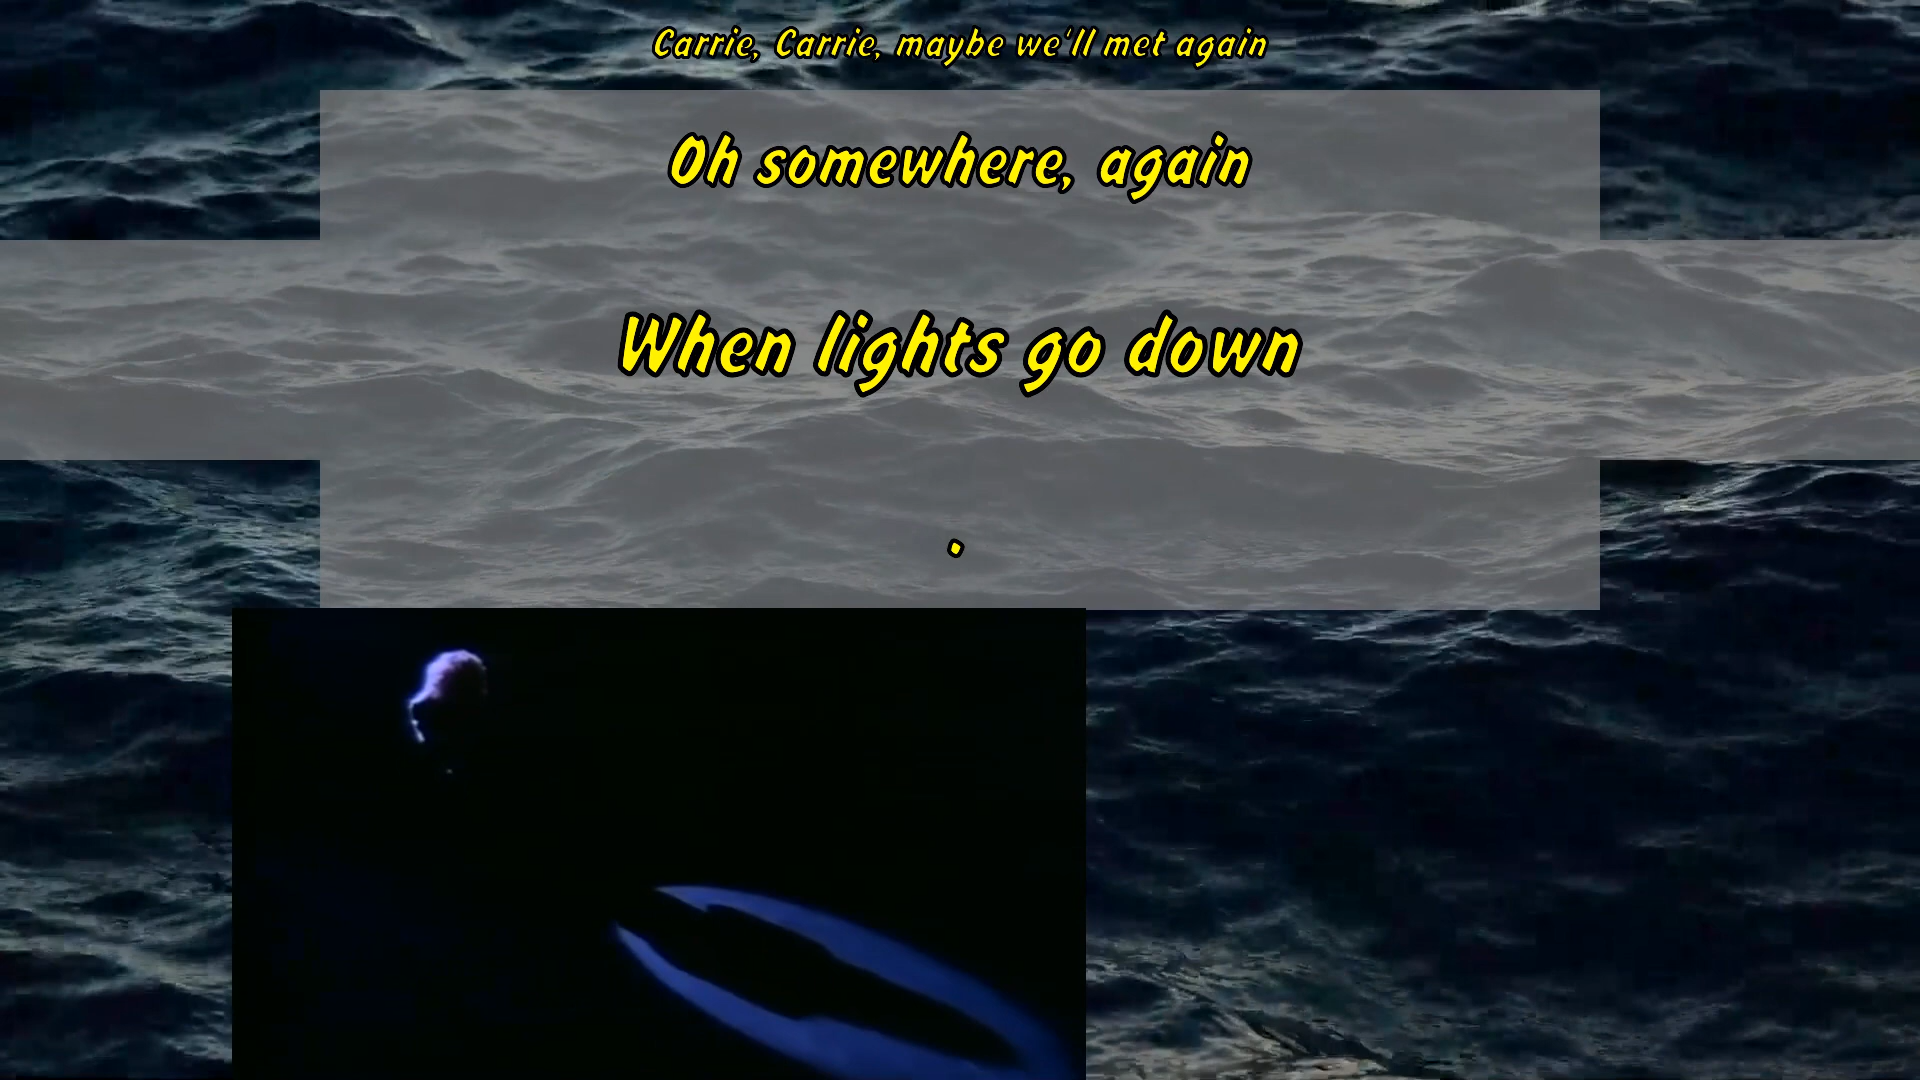 Carrie, Carrie, maybe we'll met again
Oh somewhere, again
When lights go down
.